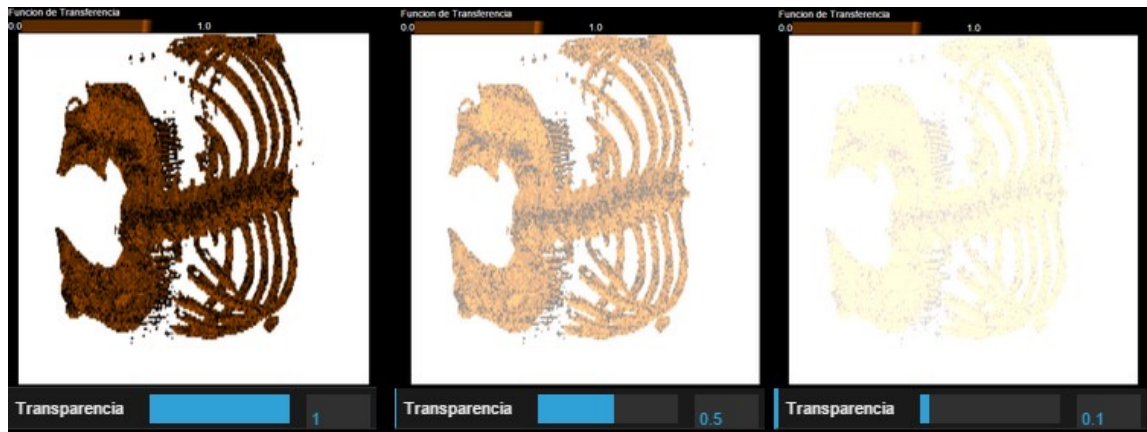 Funcion de Transferencia
0.0 1.0
Transparencia 1
Funcion de Transferencia
0.0 1.0
Transparencia 0.5
Funcion de Transferencia
0.0 1.0
Transparencia 0.1